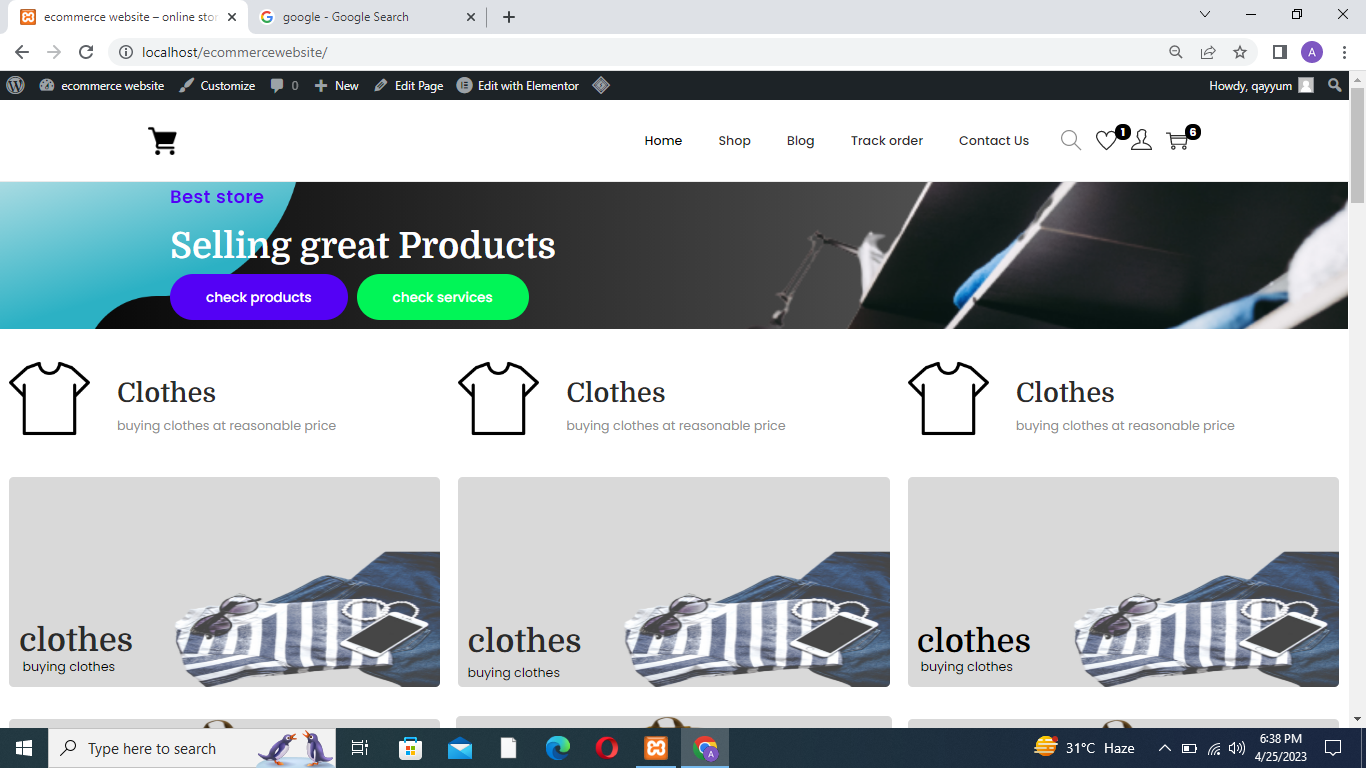 ecommerce website – online stor
google - Google Search
localhost/ecommercewebsite/
A
ecommerce website
Customize
0
New
Edit Page
Edit with Elementor
Howdy, qayyum
Home
Shop
Blog
Track order
Contact Us
1
6
Best store
Selling great Products
check products
check services
Clothes
buying clothes at reasonable price
Clothes
buying clothes at reasonable price
Clothes
buying clothes at reasonable price
clothes
buying clothes
clothes
buying clothes
clothes
buying clothes
Type here to search
A
31°C Haze
6:38 PM
4/25/2023